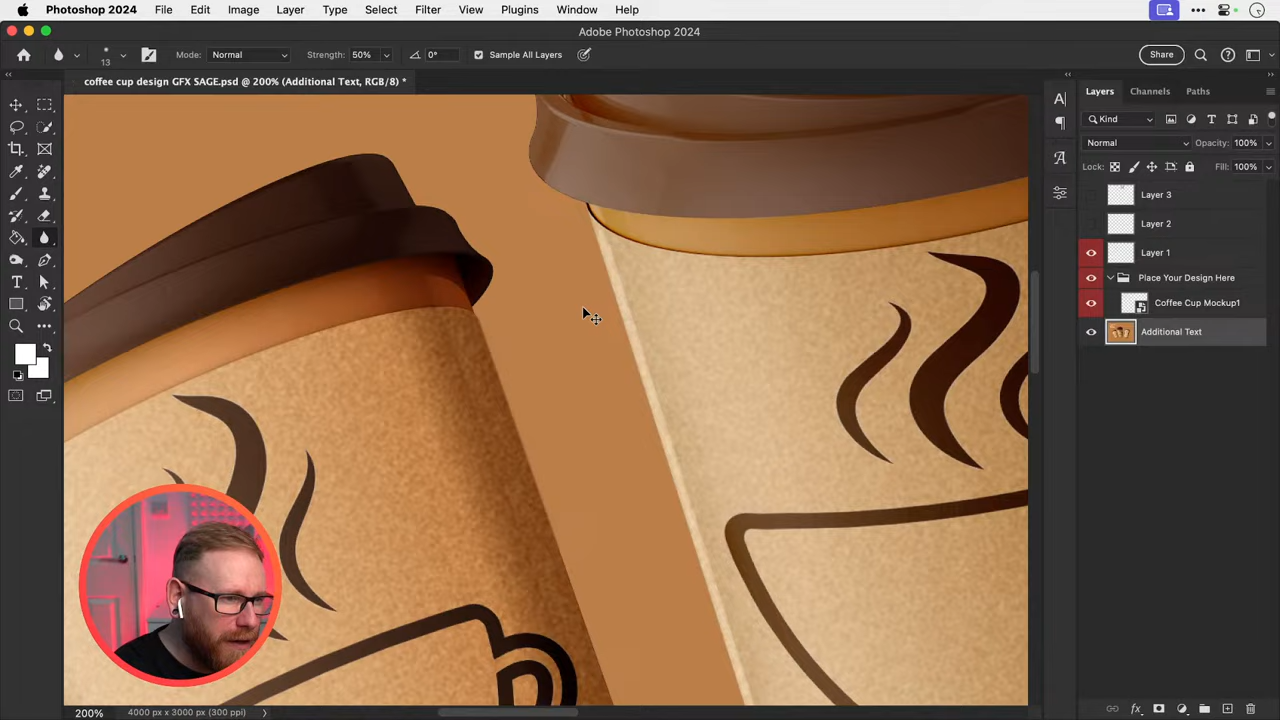 Photoshop 2024 File Edit Image Layer Type Select Filter View Plugins Window Help
Adobe Photoshop 2024
13 Mode: Normal Strength: 50% 0° Sample All Layers Share
coffee cup design GFX SAGE.psd @ 200% (Additional Text, RGB/8) *
Layers Channels Paths
Kind
Normal Opacity: 100%
Lock: Fill: 100%
Layer 3
Layer 2
Layer 1
Place Your Design Here
Coffee Cup Mockup1
Additional Text
200% 4000 px x 3000 px (300 ppi)